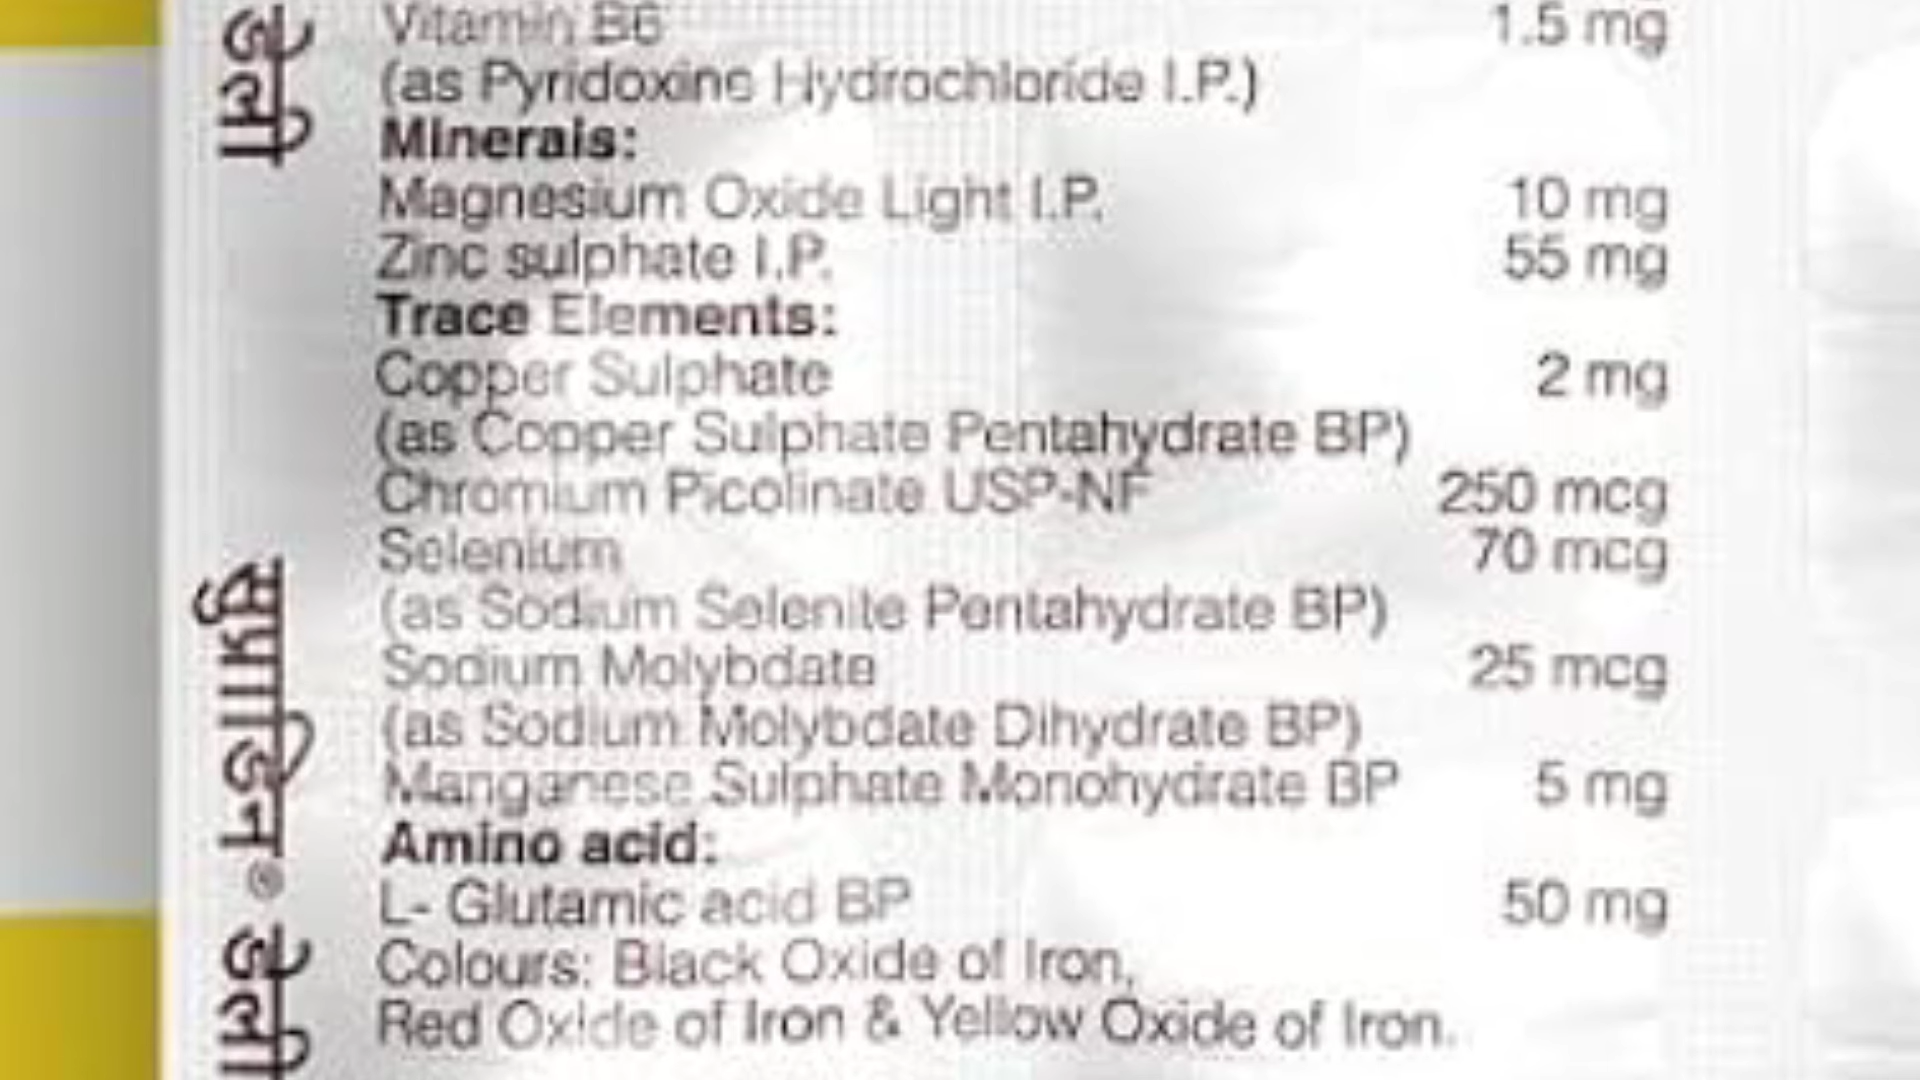 Vitamin B6 1.5 mg
(as Pyridoxine Hydrochloride I.P.)
Minerals:
Magnesium Oxide Light I.P. 10 mg
Zinc sulphate I.P. 55 mg
Trace Elements:
Copper Sulphate 2 mg
(as Copper Sulphate Pentahydrate BP)
Chromium Picolinate USP-NF 250 mcg
Selenium 70 mcg
(as Sodium Selenite Pentahydrate BP)
Sodium Molybdate 25 mcg
(as Sodium Molybdate Dihydrate BP)
Manganese Sulphate Monohydrate BP 5 mg
Amino acid:
L- Glutamic acid BP 50 mg
Colours: Black Oxide of Iron,
Red Oxide of Iron & Yellow Oxide of Iron.